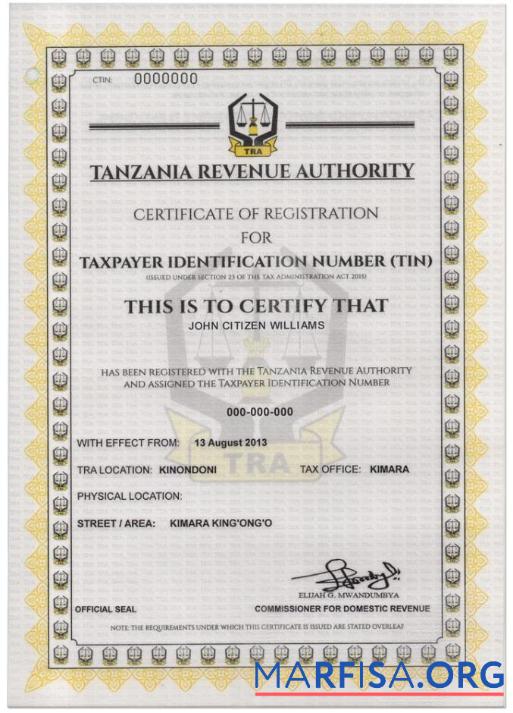 CTIN: 0000000
TRA
TANZANIA REVENUE AUTHORITY
CERTIFICATE OF REGISTRATION
FOR
TAXPAYER IDENTIFICATION NUMBER (TIN)
(ISSUED UNDER SECTION 23 OF THE TAX ADMINISTRATION ACT 2015)
THIS IS TO CERTIFY THAT
JOHN CITIZEN WILLIAMS
HAS BEEN REGISTERED WITH THE TANZANIA REVENUE AUTHORITY
AND ASSIGNED THE TAXPAYER IDENTIFICATION NUMBER
000-000-000
WITH EFFECT FROM: 13 August 2013
TRA
TRA LOCATION: KINONDONI TAX OFFICE: KIMARA
PHYSICAL LOCATION:
STREET / AREA: KIMARA KING'ONG'O
ELIJAH G. MWANDUMBYA
OFFICIAL SEAL COMMISSIONER FOR DOMESTIC REVENUE
NOTE: THE REQUIREMENTS UNDER WHICH THIS CERTIFICATE IS ISSUED ARE STATED OVERLEAF
MARFISA.ORG